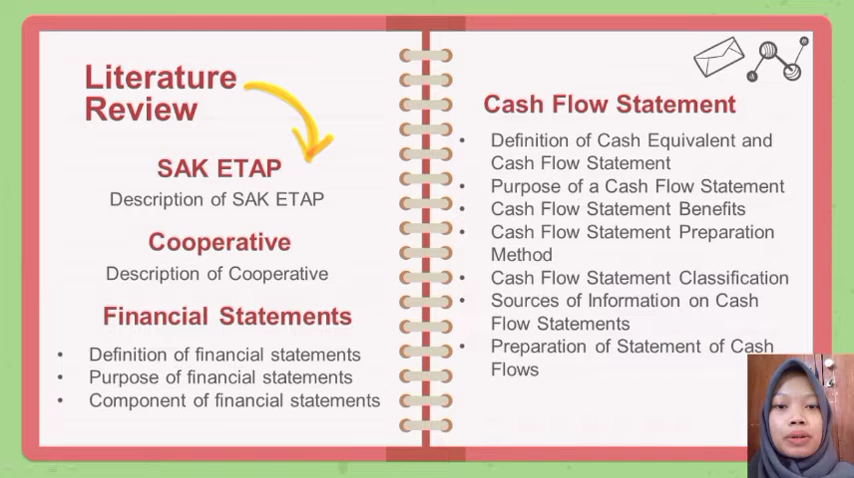 Literature
Review
SAK ETAP
Description of SAK ETAP
Cooperative
Description of Cooperative
Financial Statements
• Definition of financial statements
• Purpose of financial statements
• Component of financial statements
Cash Flow Statement
• Definition of Cash Equivalent and
Cash Flow Statement
• Purpose of a Cash Flow Statement
• Cash Flow Statement Benefits
• Cash Flow Statement Preparation
Method
• Cash Flow Statement Classification
• Sources of Information on Cash
Flow Statements
• Preparation of Statement of Cash
Flows